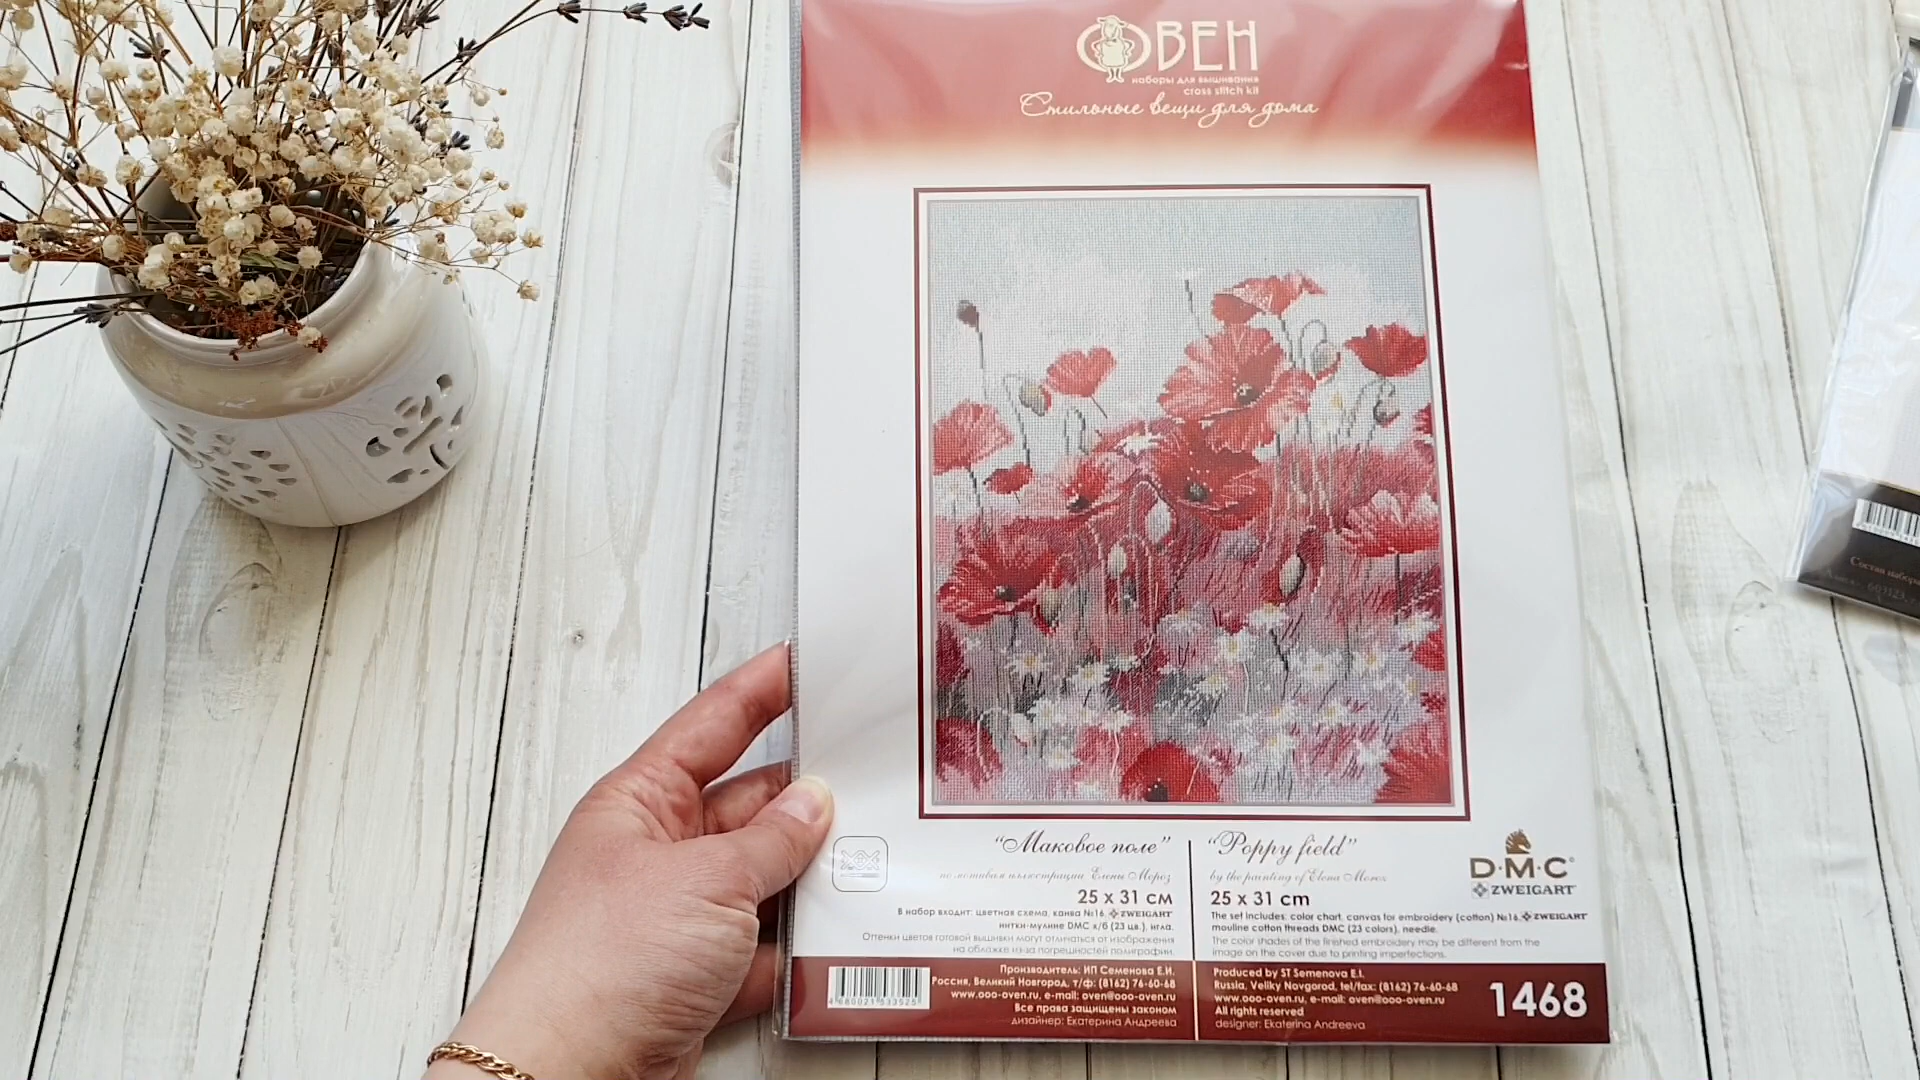 ОВЕН
наборы для вышивания
cross stitch kit
Стильные вещи для дома
"Маковое поле"
по мотивам иллюстрации Елены Мороз
25 х 31 см
В набор входит: цветная схема, канва №16 ZWEIGART
нитки-мулине DMC х/б (23 цв.), игла.
Оттенки цветов готовой вышивки могут отличаться от изображения
на обложке из-за погрешностей полиграфии.
"Poppy field"
by the painting of Elena Moroz
25 x 31 cm
The set includes: color chart, canvas for embroidery (cotton) №16 ZWEIGART
mouline cotton threads DMC (23 colors), needle.
The color shades of the finished embroidery may be different from the
image on the cover due to printing imperfections.
D·M·C®
ZWEIGART
4 680021 533525
Производитель: ИП Семенова Е.И.
Россия, Великий Новгород, т/ф: (8162) 76-60-68
www.ooo-oven.ru, e-mail: oven@ooo-oven.ru
Все права защищены законом
дизайнер: Екатерина Андреева
Produced by ST Semenova E.I.
Russia, Veliky Novgorod, tel/fax: (8162) 76-60-68
www.ooo-oven.ru, e-mail: oven@ooo-oven.ru
All rights reserved
designer: Ekaterina Andreeva
1468
Состав набора